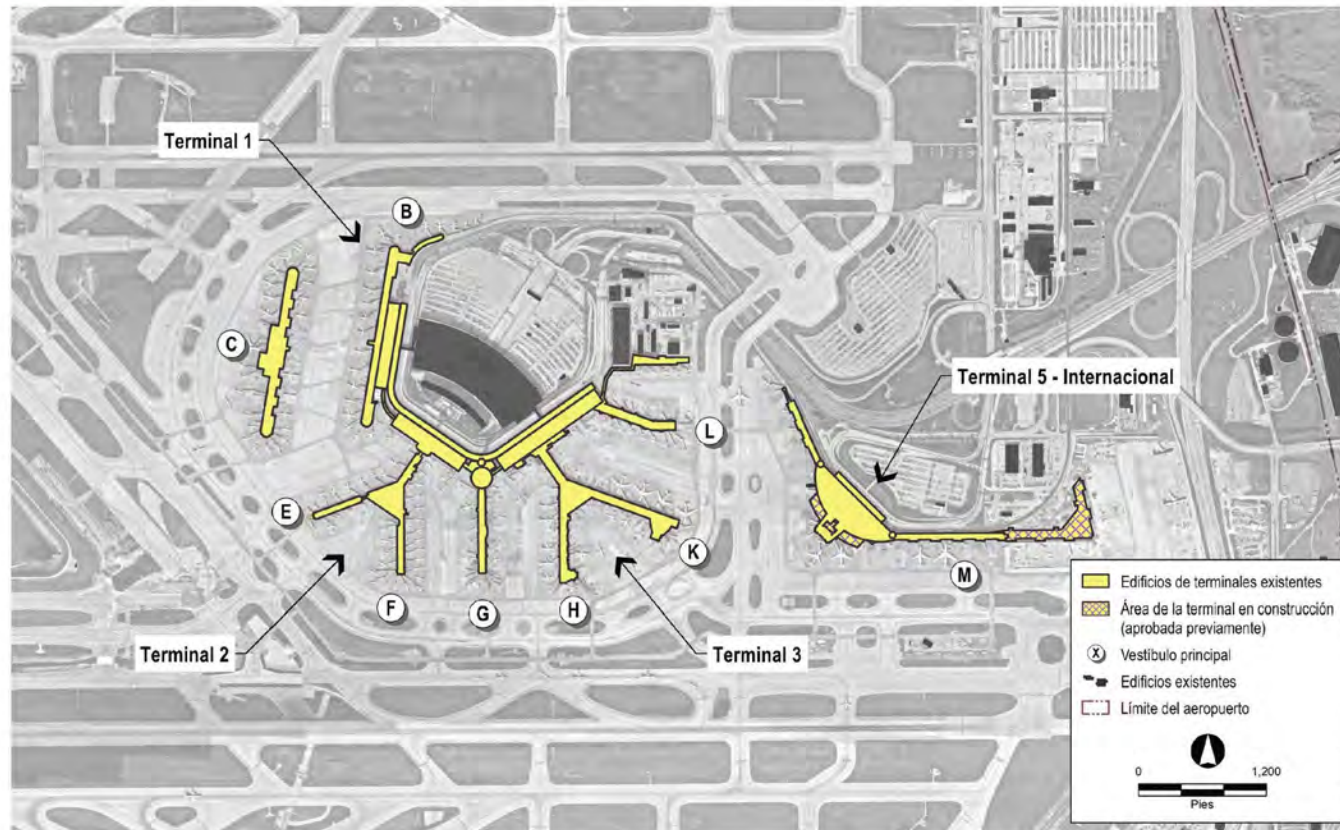 Terminal 1
B
C
Terminal 5 - Internacional
L
E
K
M
F
G
H
Terminal 2
Terminal 3
Edificios de terminales existentes
Área de la terminal en construcción
(aprobada previamente)
X Vestíbulo principal
Edificios existentes
Límite del aeropuerto
0 1,200
Pies